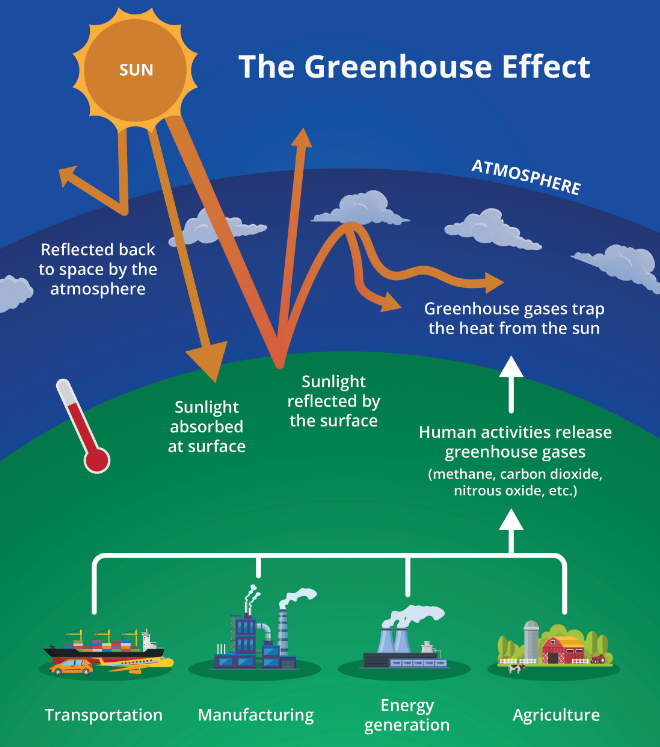 SUN
The Greenhouse Effect
ATMOSPHERE
Reflected back
to space by the
atmosphere
Greenhouse gases trap
the heat from the sun
Sunlight
absorbed
at surface
Sunlight
reflected by
the surface
Human activities release
greenhouse gases
(methane, carbon dioxide,
nitrous oxide, etc.)
Transportation
Manufacturing
Energy
generation
Agriculture